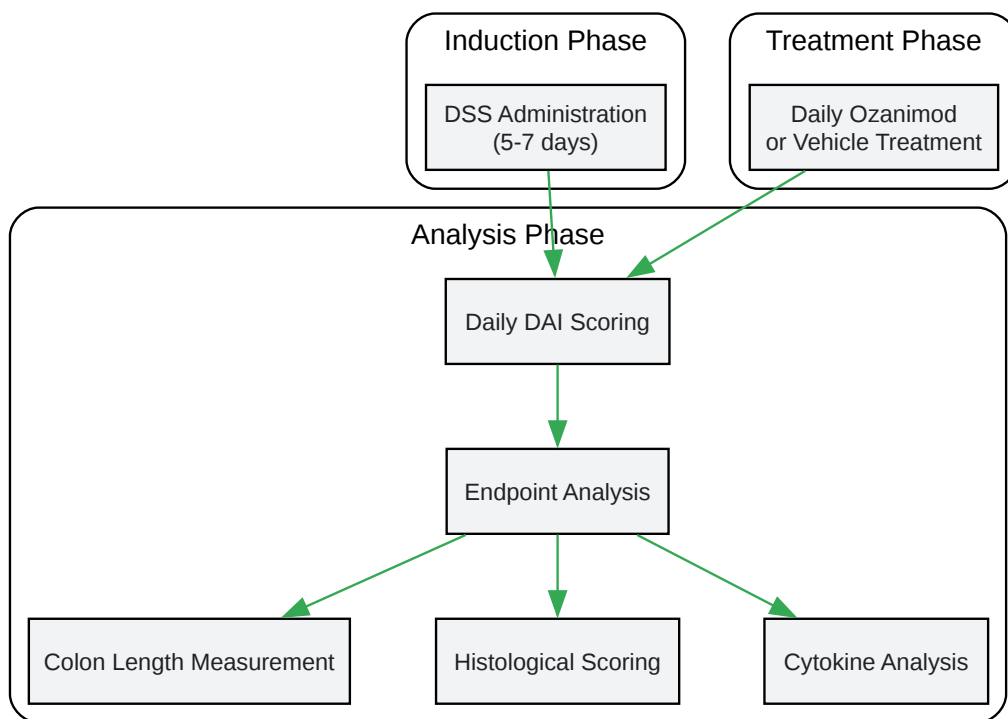 Induction Phase
DSS Administration
(5-7 days)
Treatment Phase
Daily Ozanimod
or Vehicle Treatment
Analysis Phase
Daily DAI Scoring
Endpoint Analysis
Colon Length Measurement
Histological Scoring
Cytokine Analysis